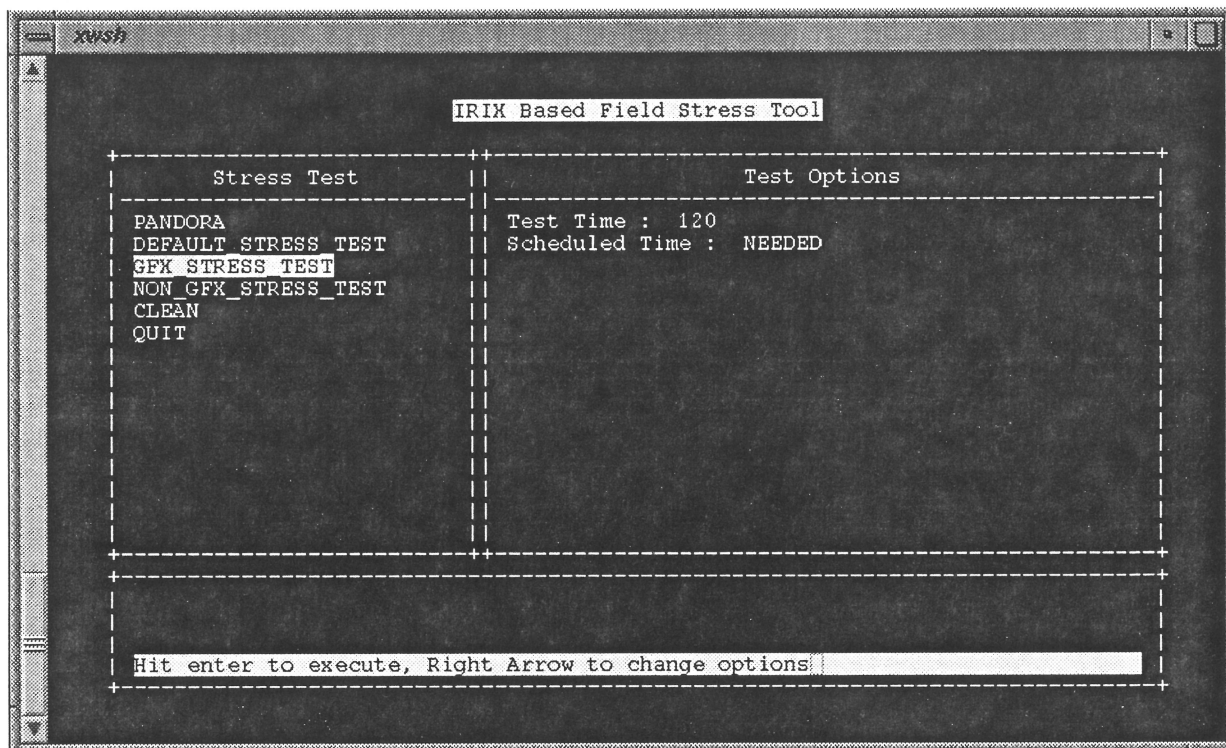 xwsh
IRIX Based Field Stress Tool
Stress Test
Test Options
PANDORA
DEFAULT_STRESS_TEST
GFX_STRESS_TEST
NON_GFX_STRESS_TEST
CLEAN
QUIT
Test Time : 120
Scheduled Time : NEEDED
Hit enter to execute, Right Arrow to change options